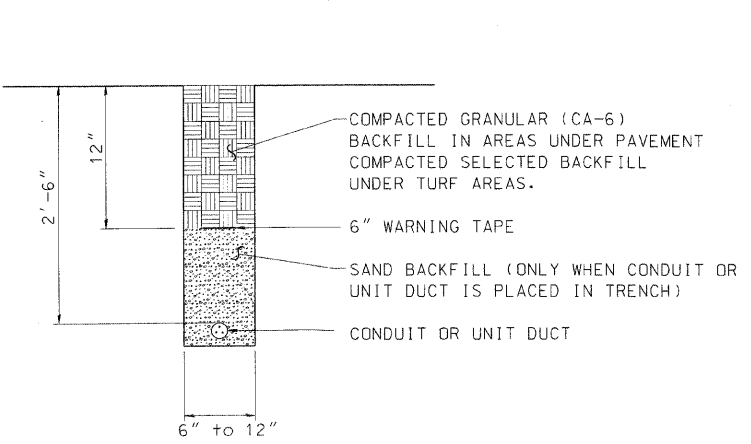 COMPACTED GRANULAR (CA-6)
BACKFILL IN AREAS UNDER PAVEMENT
COMPACTED SELECTED BACKFILL
UNDER TURF AREAS.
12"
2'-6"
6" WARNING TAPE
SAND BACKFILL (ONLY WHEN CONDUIT OR
UNIT DUCT IS PLACED IN TRENCH)
CONDUIT OR UNIT DUCT
6" to 12"